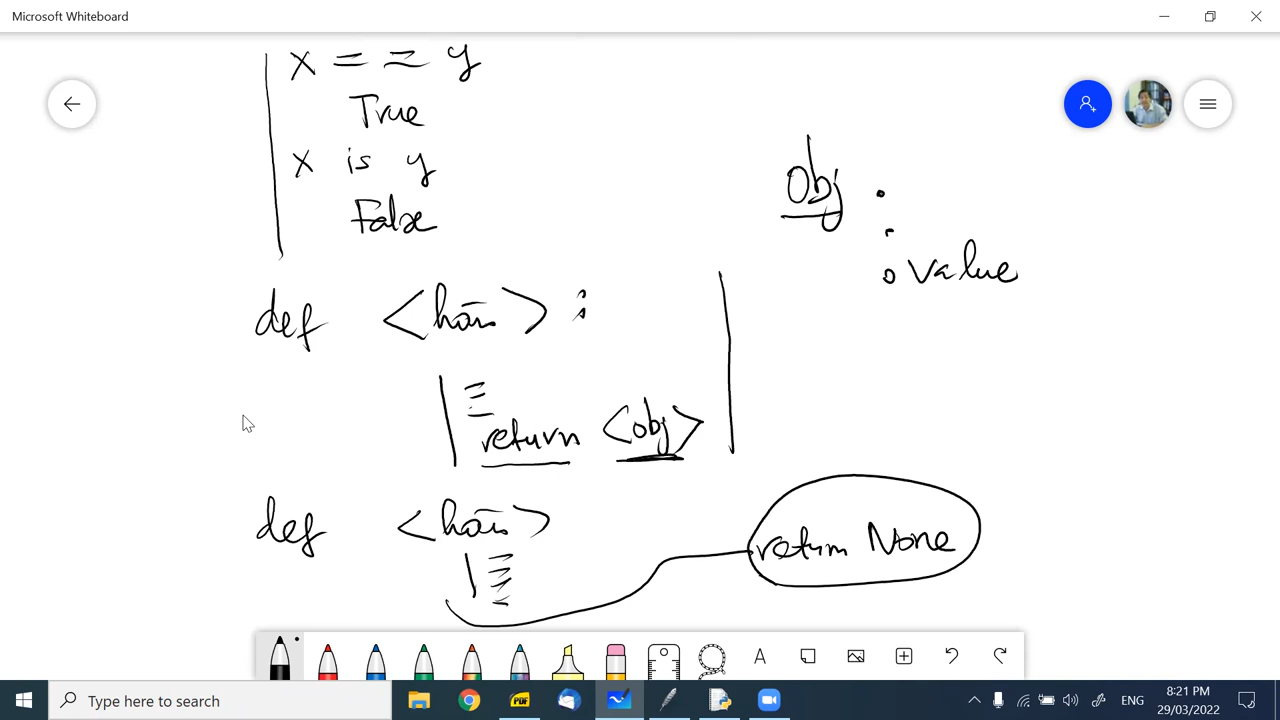 Microsoft Whiteboard
x == y
True
x is y
False
Obj
value
def <hàm> :
return <obj>
def <hàm>
return None
Type here to search
ENG
8:21 PM
29/03/2022